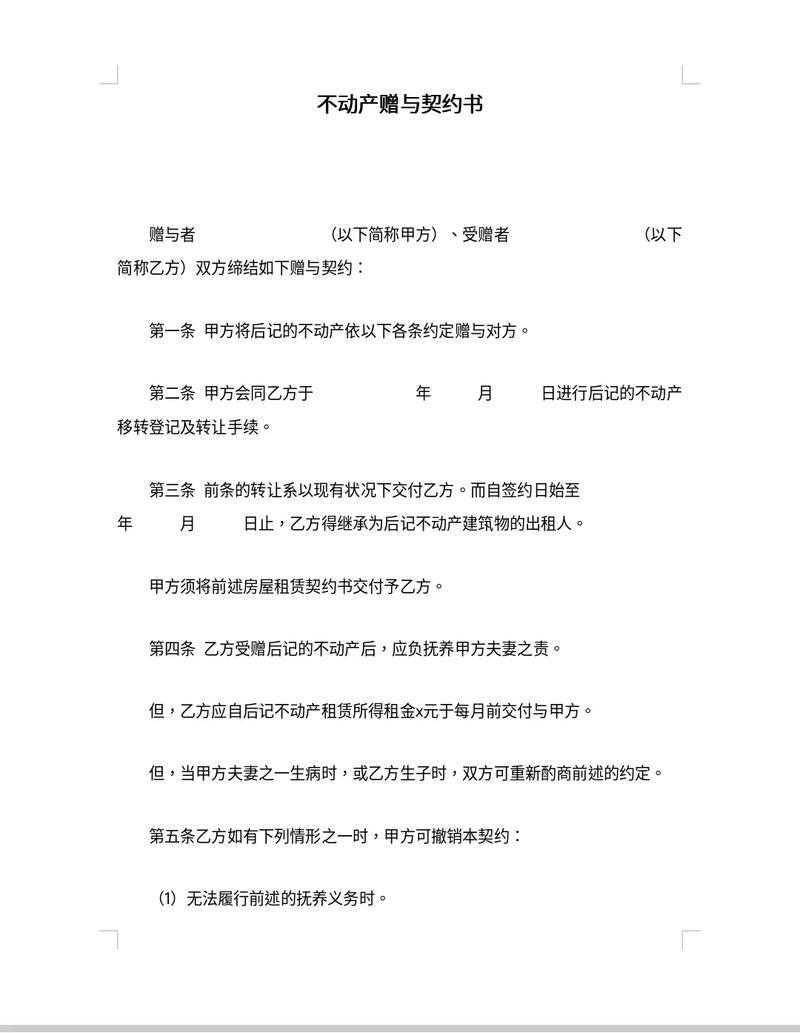 不动产赠与契约书
赠与者 （以下简称甲方）、受赠者 （以下
简称乙方）双方缔结如下赠与契约：
第一条 甲方将后记的不动产依以下各条约定赠与对方。
第二条 甲方会同乙方于 年 月 日进行后记的不动产
移转登记及转让手续。
第三条 前条的转让系以现有状况下交付乙方。而自签约日始至
年 月 日止，乙方得继承为后记不动产建筑物的出租人。
甲方须将前述房屋租赁契约书交付予乙方。
第四条 乙方受赠后记的不动产后，应负抚养甲方夫妻之责。
但，乙方应自后记不动产租赁所得租金x元于每月前交付与甲方。
但，当甲方夫妻之一生病时，或乙方生子时，双方可重新酌商前述的约定。
第五条乙方如有下列情形之一时，甲方可撤销本契约：
（1）无法履行前述的抚养义务时。